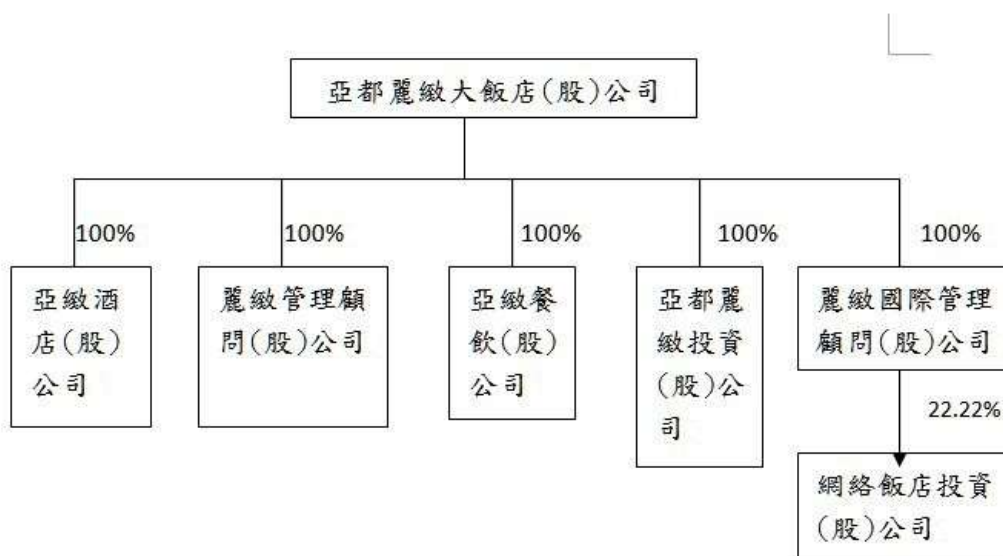 亞都麗緻大飯店(股)公司
100%
100%
100%
100%
100%
亞緻酒
店(股)
公司
麗緻管理顧
問(股)公司
亞緻餐
飲(股)
公司
亞都麗
緻投資
(股)公
司
麗緻國際管理
顧問(股)公司
22.22%
網絡飯店投資
(股)公司